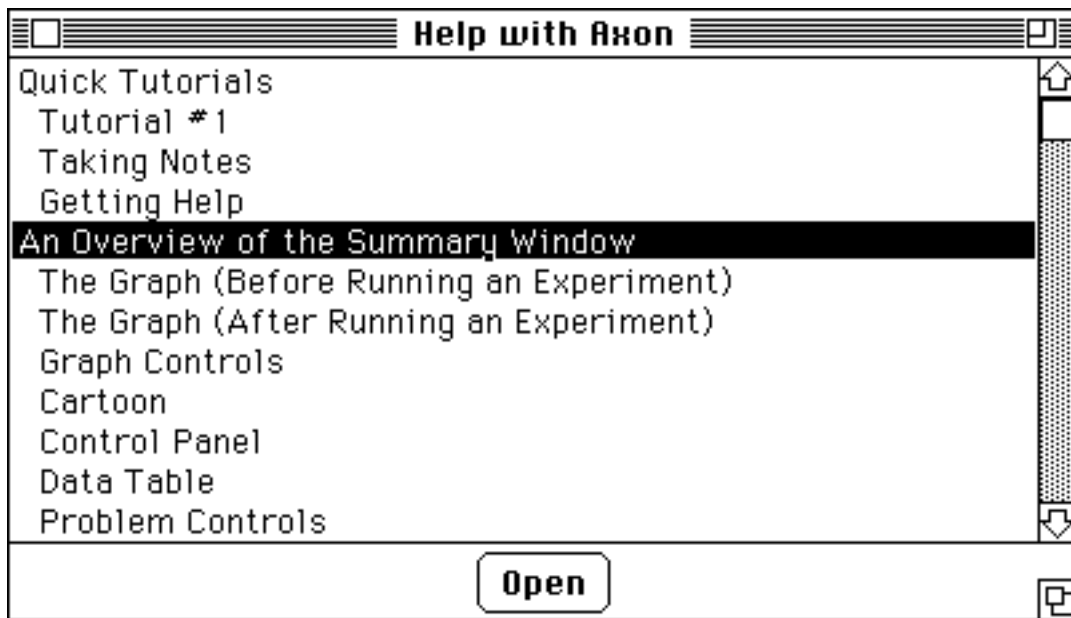 Help with Axon
Quick Tutorials
Tutorial #1
Taking Notes
Getting Help
An Overview of the Summary Window
The Graph (Before Running an Experiment)
The Graph (After Running an Experiment)
Graph Controls
Cartoon
Control Panel
Data Table
Problem Controls
Open